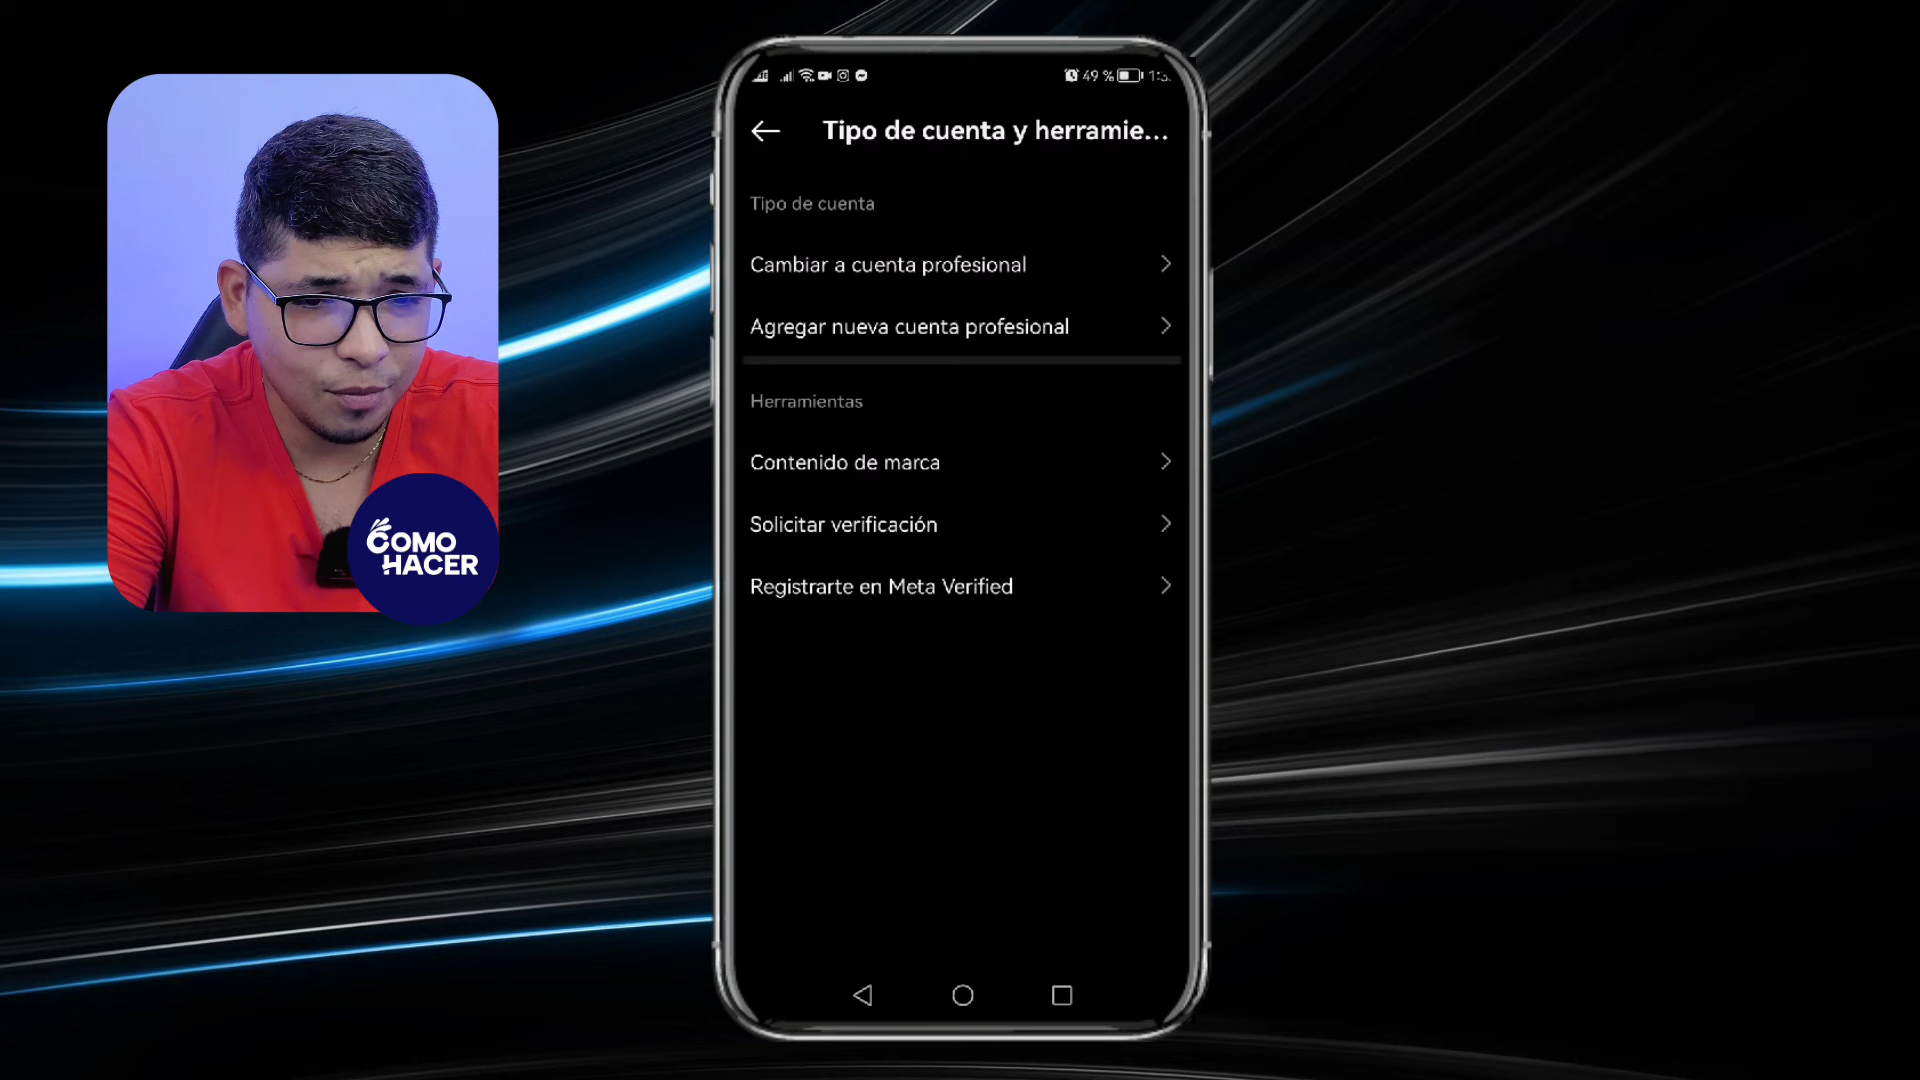 49 %
Tipo de cuenta y herramie...
Tipo de cuenta
Cambiar a cuenta profesional
Agregar nueva cuenta profesional
Herramientas
Contenido de marca
Solicitar verificación
Registrarte en Meta Verified
COMO
HACER